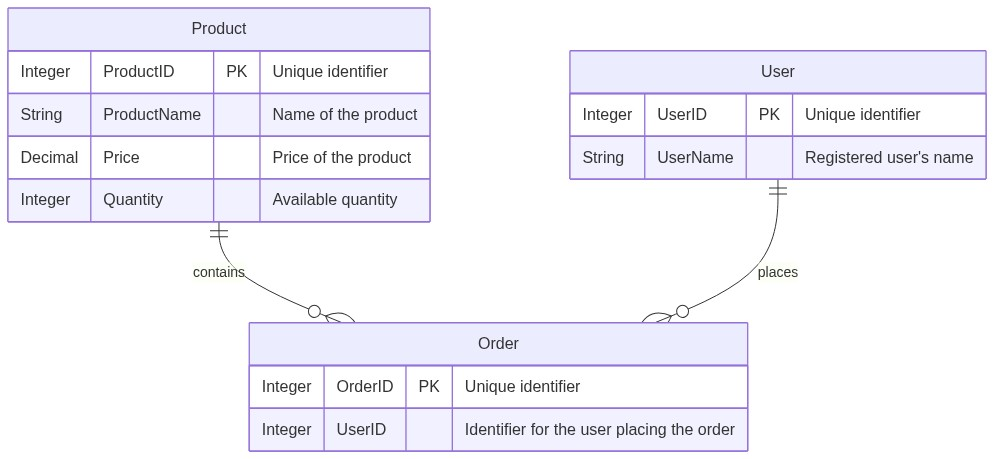 Product
Integer ProductID PK Unique identifier
String ProductName Name of the product
Decimal Price Price of the product
Integer Quantity Available quantity
User
Integer UserID PK Unique identifier
String UserName Registered user's name
contains
places
Order
Integer OrderID PK Unique identifier
Integer UserID Identifier for the user placing the order